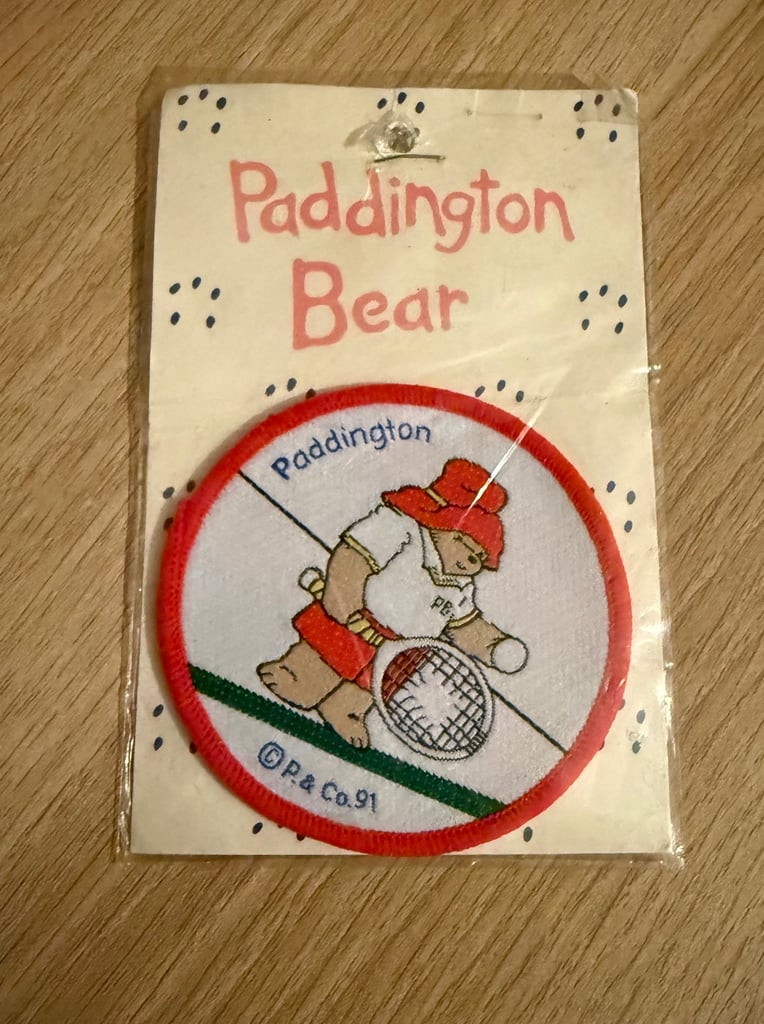 Paddington
Bear
Paddington
PB
© P. & Co. 91